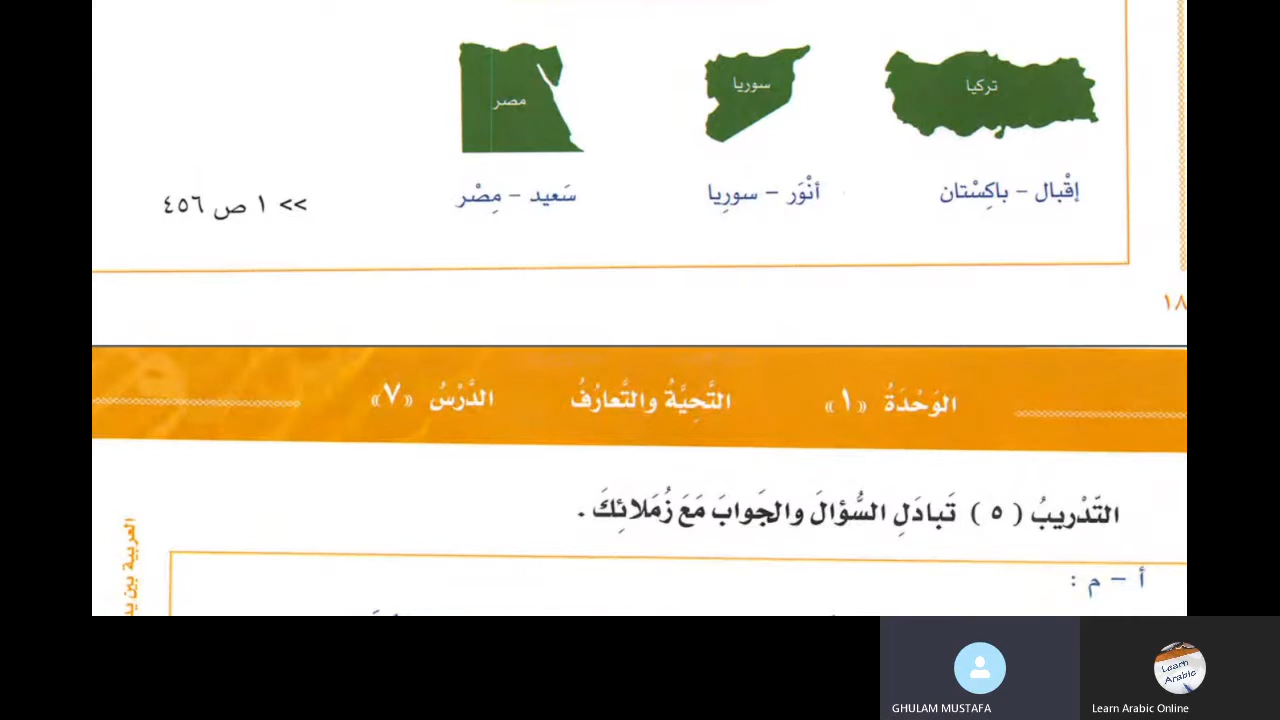 تركيا
سوريا
مصر
إقْبال – باكِسْتان
أنْوَر – سورِيا
سَعيد – مِصْر
>> ١ ص ٤٥٦
١٨
الوَحْدَةُ «١» التَّحِيَّةُ والتَّعارُفُ الدَّرْسُ «٧»
التَّدْريبُ ( ٥ ) تَبادَلِ السُّؤالَ والجَوابَ مَعَ زُمَلائِكَ .
أ – م :
العربية بين
GHULAM MUSTAFA
Learn Arabic
Learn Arabic Online